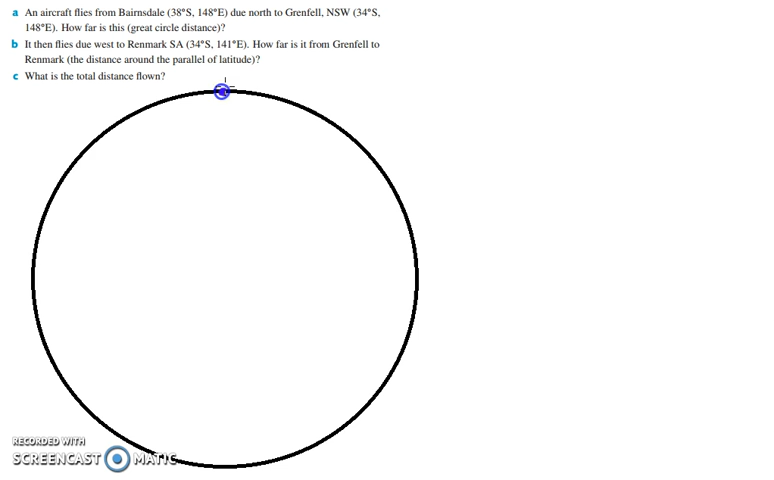 a An aircraft flies from Bairnsdale (38°S, 148°E) due north to Grenfell, NSW (34°S,
148°E). How far is this (great circle distance)?
b It then flies due west to Renmark SA (34°S, 141°E). How far is it from Grenfell to
Renmark (the distance around the parallel of latitude)?
c What is the total distance flown?
RECORDED WITH
SCREENCAST MATIC